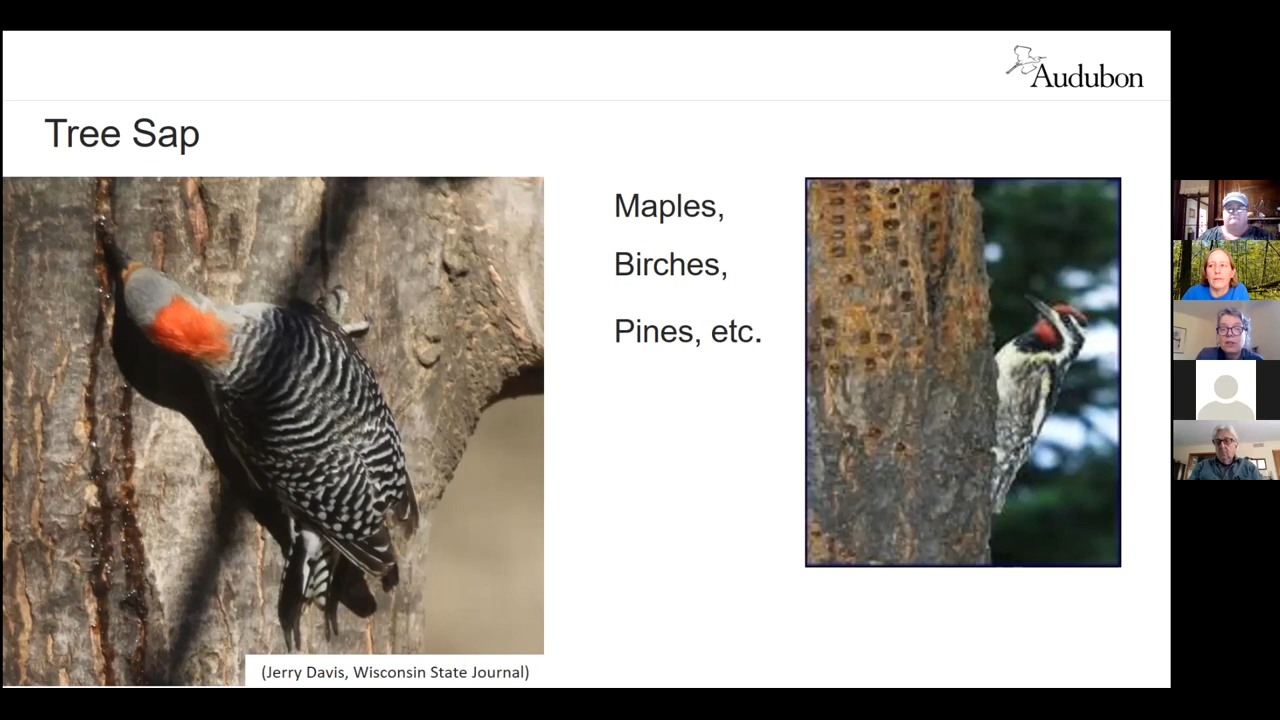 Audubon
Tree Sap
Maples,
Birches,
Pines, etc.
(Jerry Davis, Wisconsin State Journal)